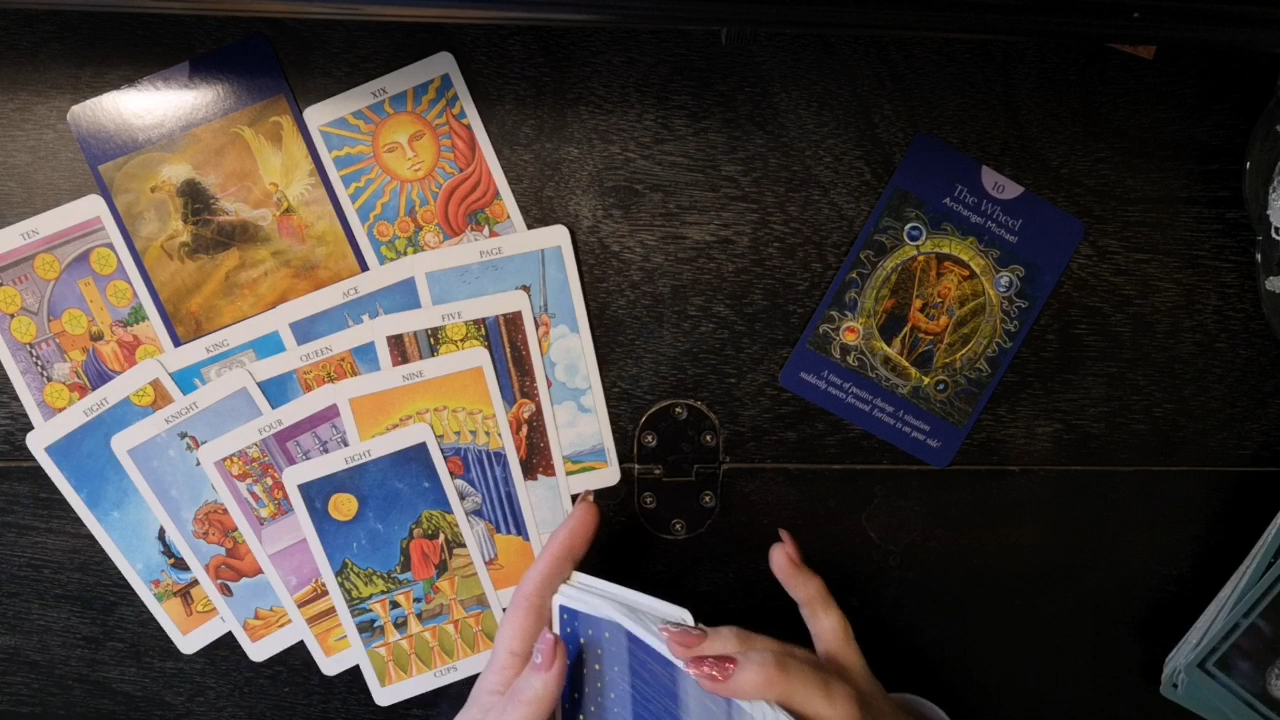 XIX
TEN
PAGE
ACE
KING
FIVE
QUEEN
NINE
EIGHT
KNIGHT
FOUR
EIGHT
CUPS
10
The Wheel
Archangel Michael
A time of positive change. A situation
suddenly moves forward. Fortune is on your side!